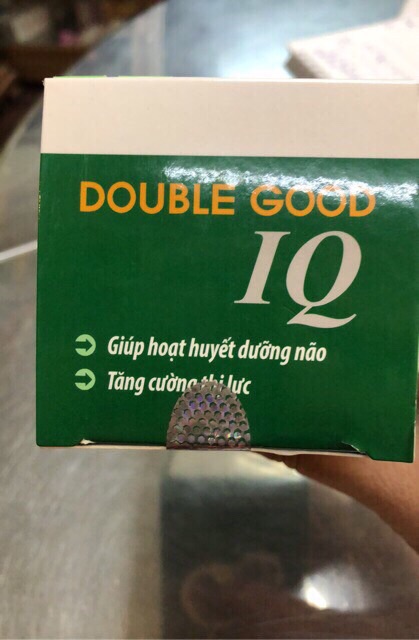 DOUBLE GOOD
IQ
Giúp hoạt huyết dưỡng não
Tăng cường thị lực